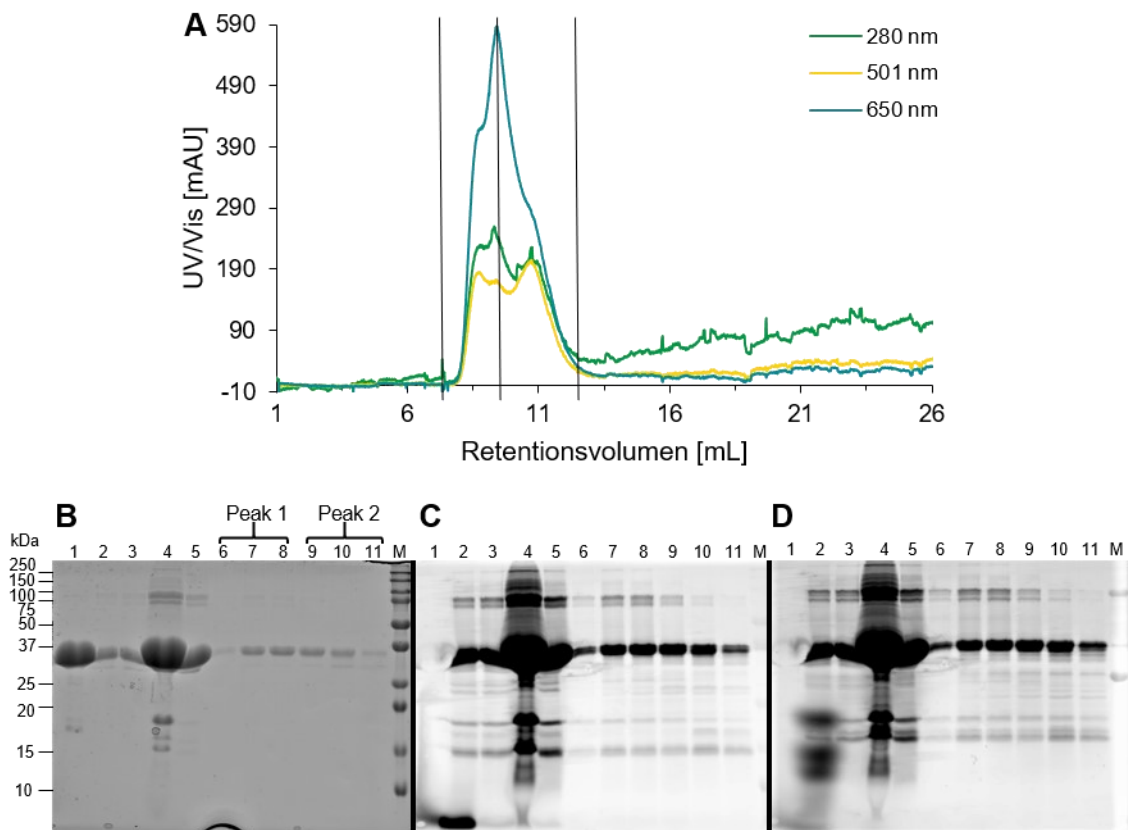 A
590
490
390
290
190
90
-10
UV/Vis [mAU]
1 6 11 16 21 26
Retentionsvolumen [mL]
280 nm
501 nm
650 nm
B
Peak 1 Peak 2
kDa
1 2 3 4 5 6 7 8 9 10 11 M
250
150
100
75
50
37
25
20
15
10
C
1 2 3 4 5 6 7 8 9 10 11 M
D
1 2 3 4 5 6 7 8 9 10 11 M